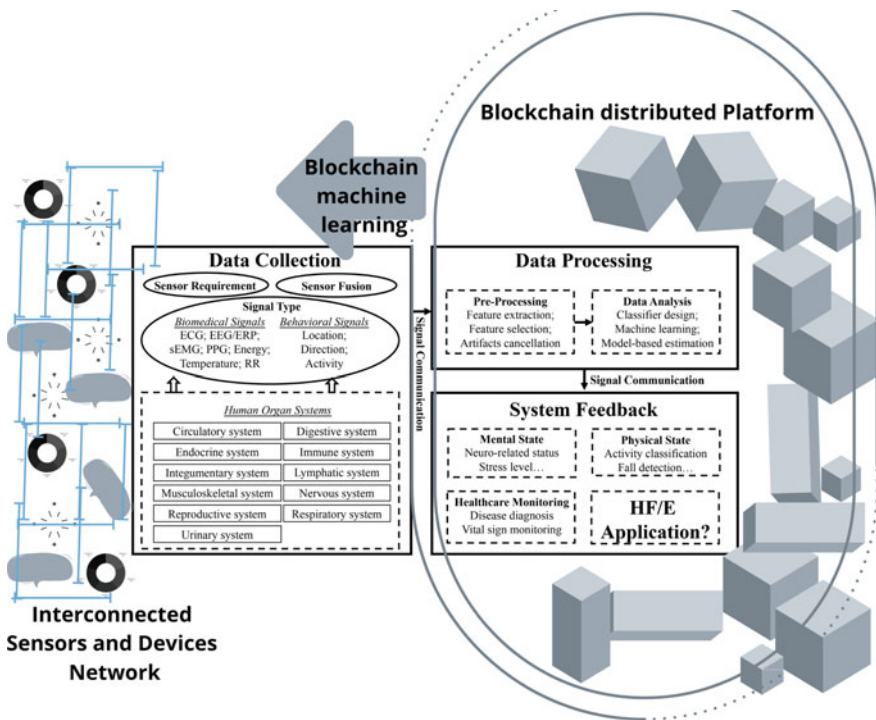 Blockchain distributed Platform
Blockchain
machine
learning
Data Collection
Sensor Requirement
Sensor Fusion
Signal Type
Biomedical Signals
ECG; EEG/ERP;
sEMG; PPG; Energy;
Temperature; RR
Behavioral Signals
Location;
Direction;
Activity
Human Organ Systems
Circulatory system
Digestive system
Endocrine system
Immune system
Integumentary system
Lymphatic system
Musculoskeletal system
Nervous system
Reproductive system
Respiratory system
Urinary system
Signal Communication
Data Processing
Pre-Processing
Feature extraction;
Feature selection;
Artifacts cancellation
Data Analysis
Classifier design;
Machine learning;
Model-based estimation
Signal Communication
System Feedback
Mental State
Neuro-related status
Stress level…
Physical State
Activity classification
Fall detection…
Healthcare Monitoring
Disease diagnosis
Vital sign monitoring
HF/E
Application?
Interconnected
Sensors and Devices
Network